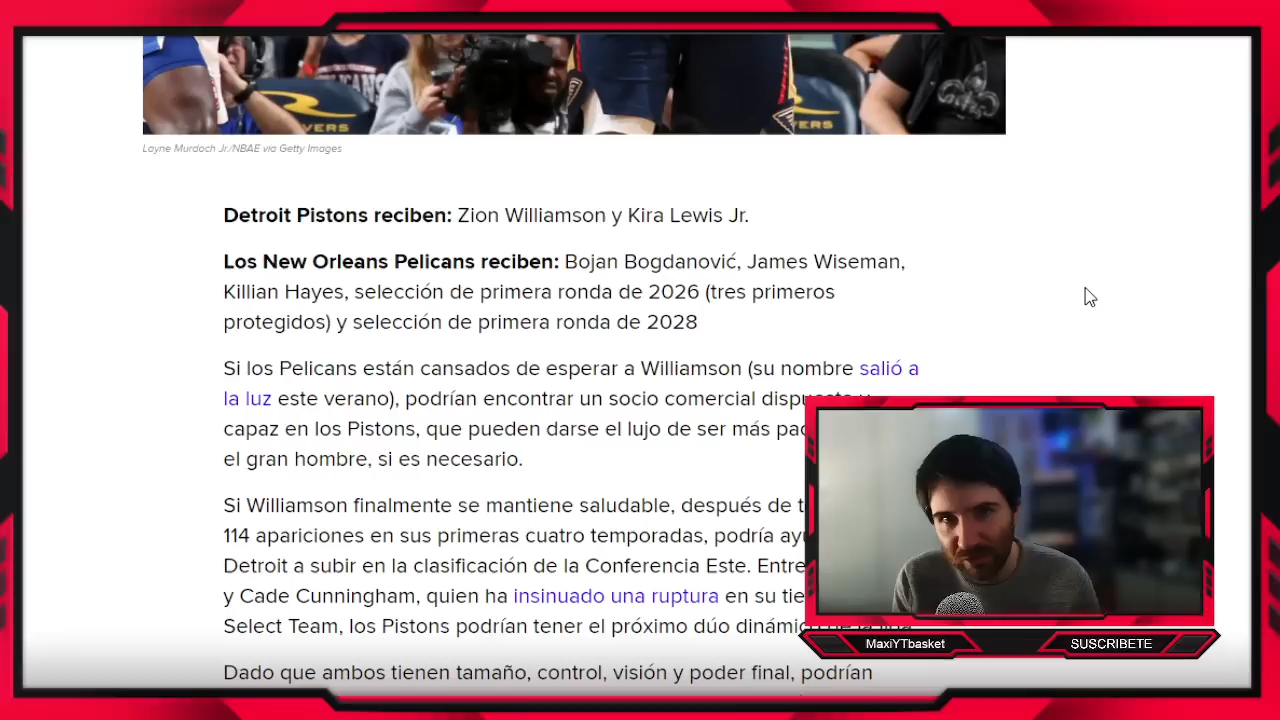 PELICANS
Layne Murdoch Jr./NBAE via Getty Images
Detroit Pistons reciben: Zion Williamson y Kira Lewis Jr.
Los New Orleans Pelicans reciben: Bojan Bogdanović, James Wiseman,
Killian Hayes, selección de primera ronda de 2026 (tres primeros
protegidos) y selección de primera ronda de 2028
Si los Pelicans están cansados de esperar a Williamson (su nombre salió a
la luz este verano), podrían encontrar un socio comercial
capaz en los Pistons, que pueden darse el lujo de ser más
el gran hombre, si es necesario.
Si Williamson finalmente se mantiene saludable, después de
114 apariciones en sus primeras cuatro temporadas, podría
Detroit a subir en la clasificación de la Conferencia Este. Entre
y Cade Cunningham, quien ha insinuado una ruptura en su
Select Team, los Pistons podrían tener el próximo dúo
Dado que ambos tienen tamaño, control, visión y poder final, podrían
MaxiYTbasket
SUSCRIBETE